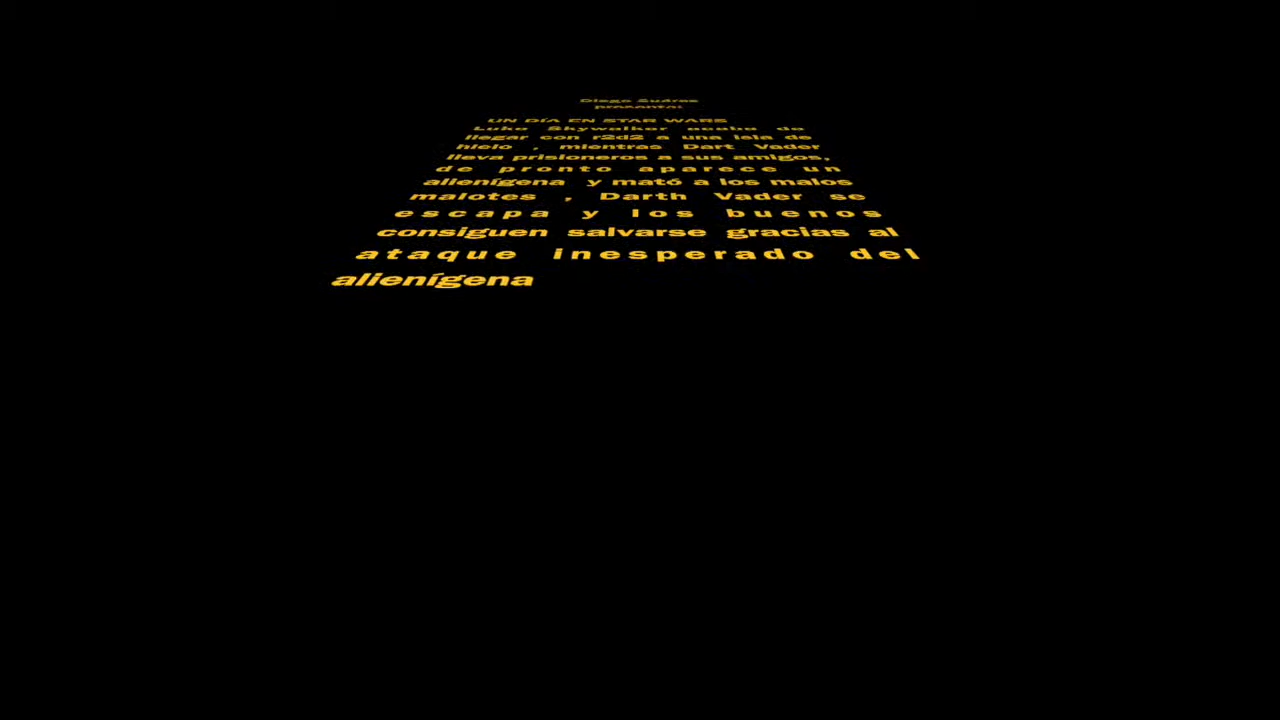 Diego Suárez
presenta:
UN DÍA EN STAR WARS
Luke Skywalker acaba de
llegar con r2d2 a una isla de
hielo , mientras Dart Vader
lleva prisioneros a sus amigos,
de pronto aparece un
alienígena y mató a los malos
malotes , Darth Vader se
escapa y los buenos
consiguen salvarse gracias al
ataque inesperado del
alienígena